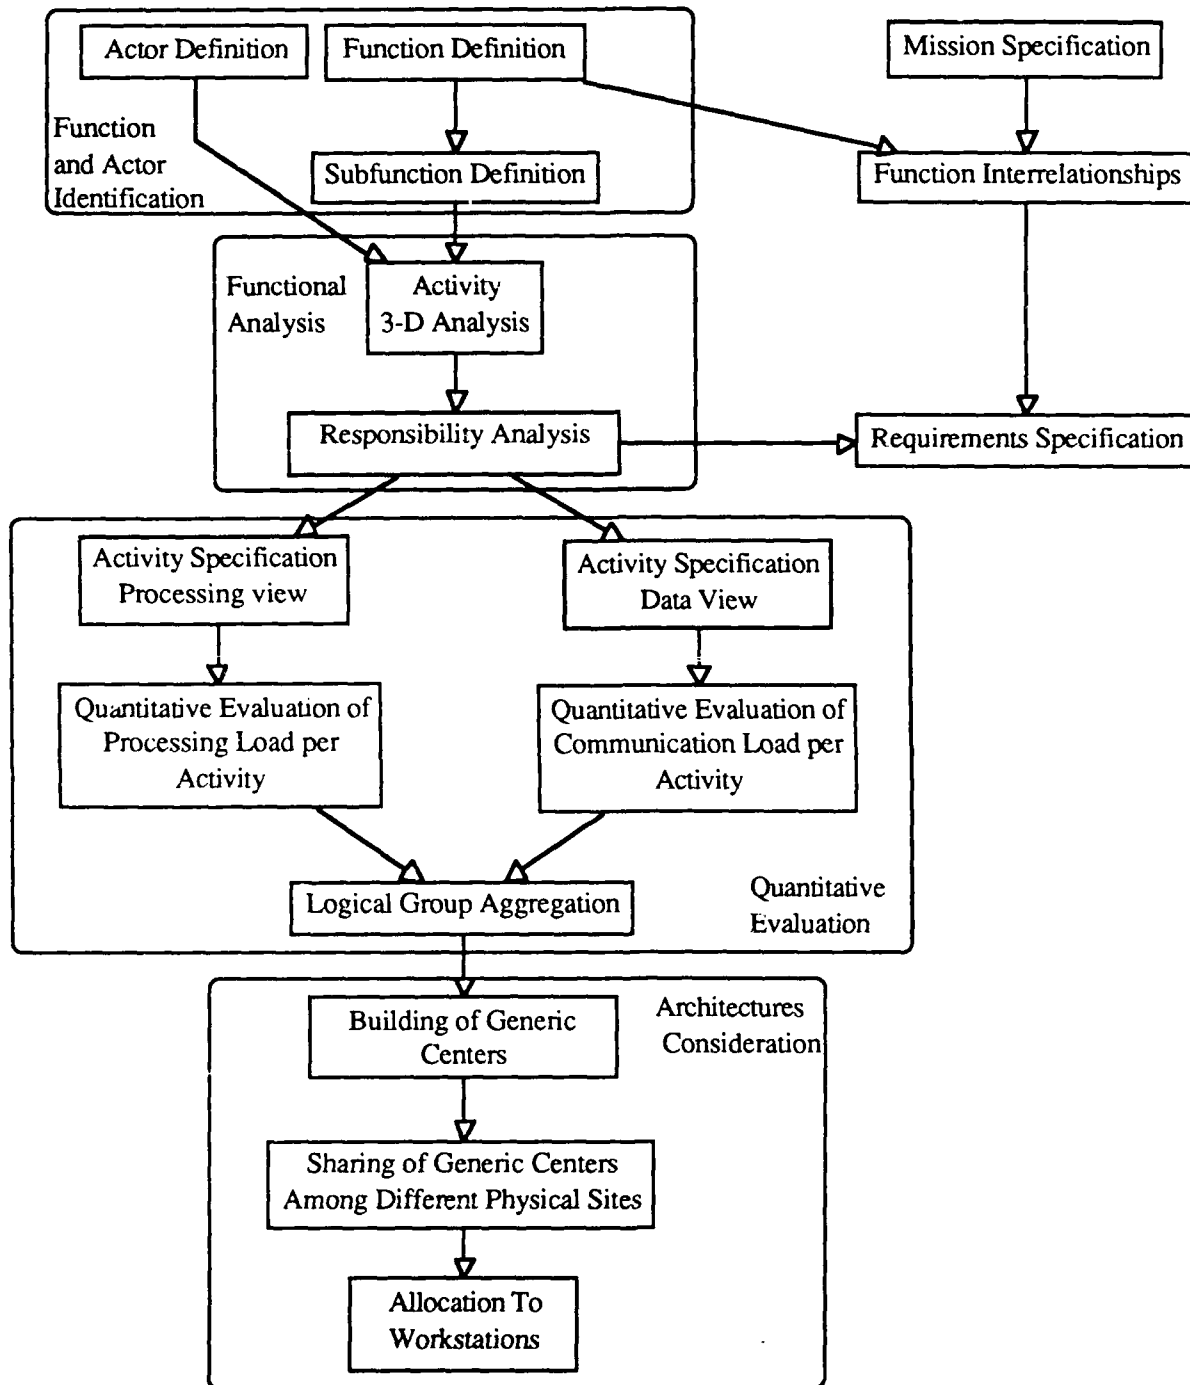 Actor Definition
Function Definition
Mission Specification
Function
and Actor
Identification
Subfunction Definition
Function Interrelationships
Functional
Analysis
Activity
3-D Analysis
Responsibility Analysis
Requirements Specification
Activity Specification
Processing view
Activity Specification
Data View
Quantitative Evaluation of
Processing Load per
Activity
Quantitative Evaluation of
Communication Load per
Activity
Logical Group Aggregation
Quantitative
Evaluation
Building of Generic
Centers
Architectures
Consideration
Sharing of Generic Centers
Among Different Physical Sites
Allocation To
Workstations